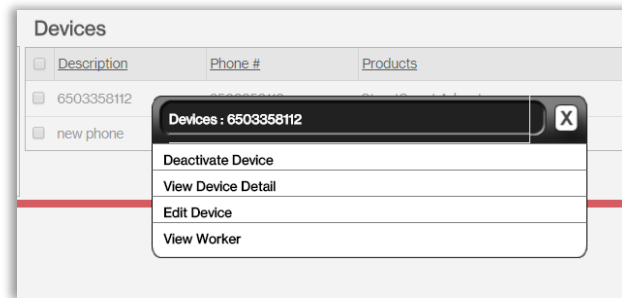 Devices
Description Phone # Products
6503358112
new phone
Devices : 6503358112
X
Deactivate Device
View Device Detail
Edit Device
View Worker